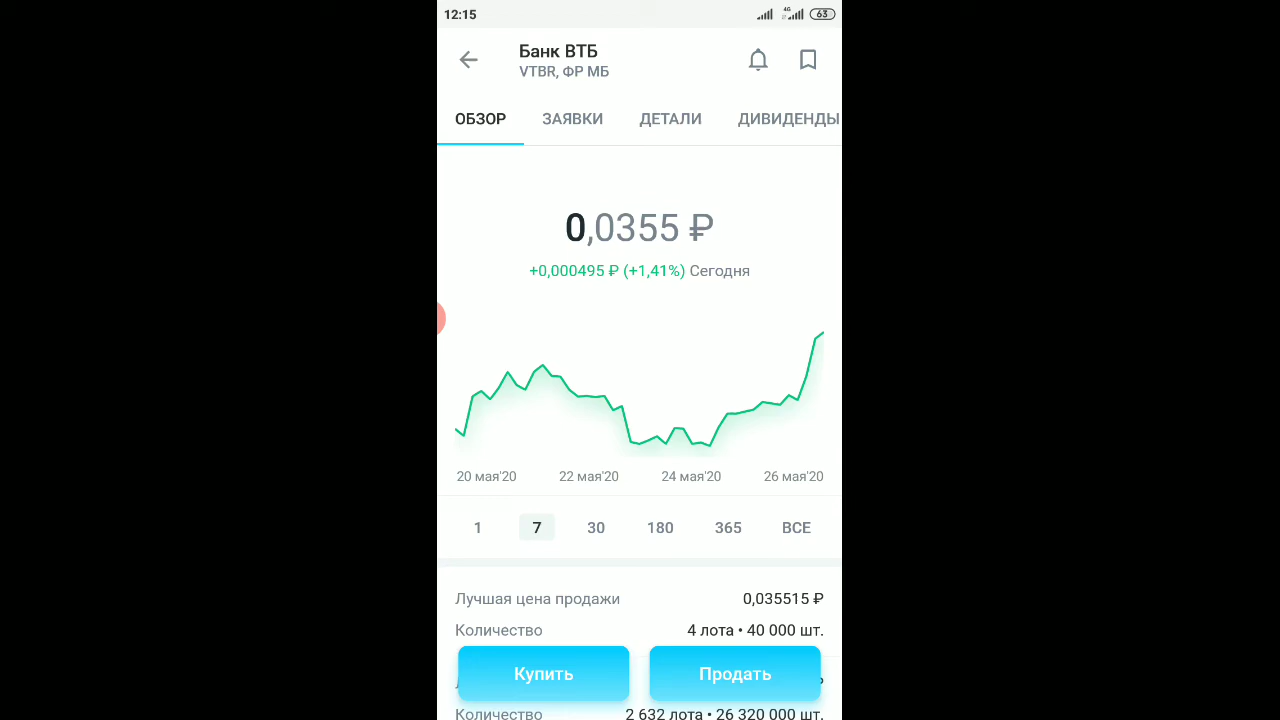 12:15
4G
63
Банк ВТБ
VTBR, ФР МБ
ОБЗОР ЗАЯВКИ ДЕТАЛИ ДИВИДЕНДЫ
0,0355 ₽
+0,000495 ₽ (+1,41%) Сегодня
20 мая'20 22 мая'20 24 мая'20 26 мая'20
1 7 30 180 365 ВСЕ
Лучшая цена продажи 0,035515 ₽
Количество 4 лота • 40 000 шт.
Купить Продать
Количество 2 632 лота • 26 320 000 шт.